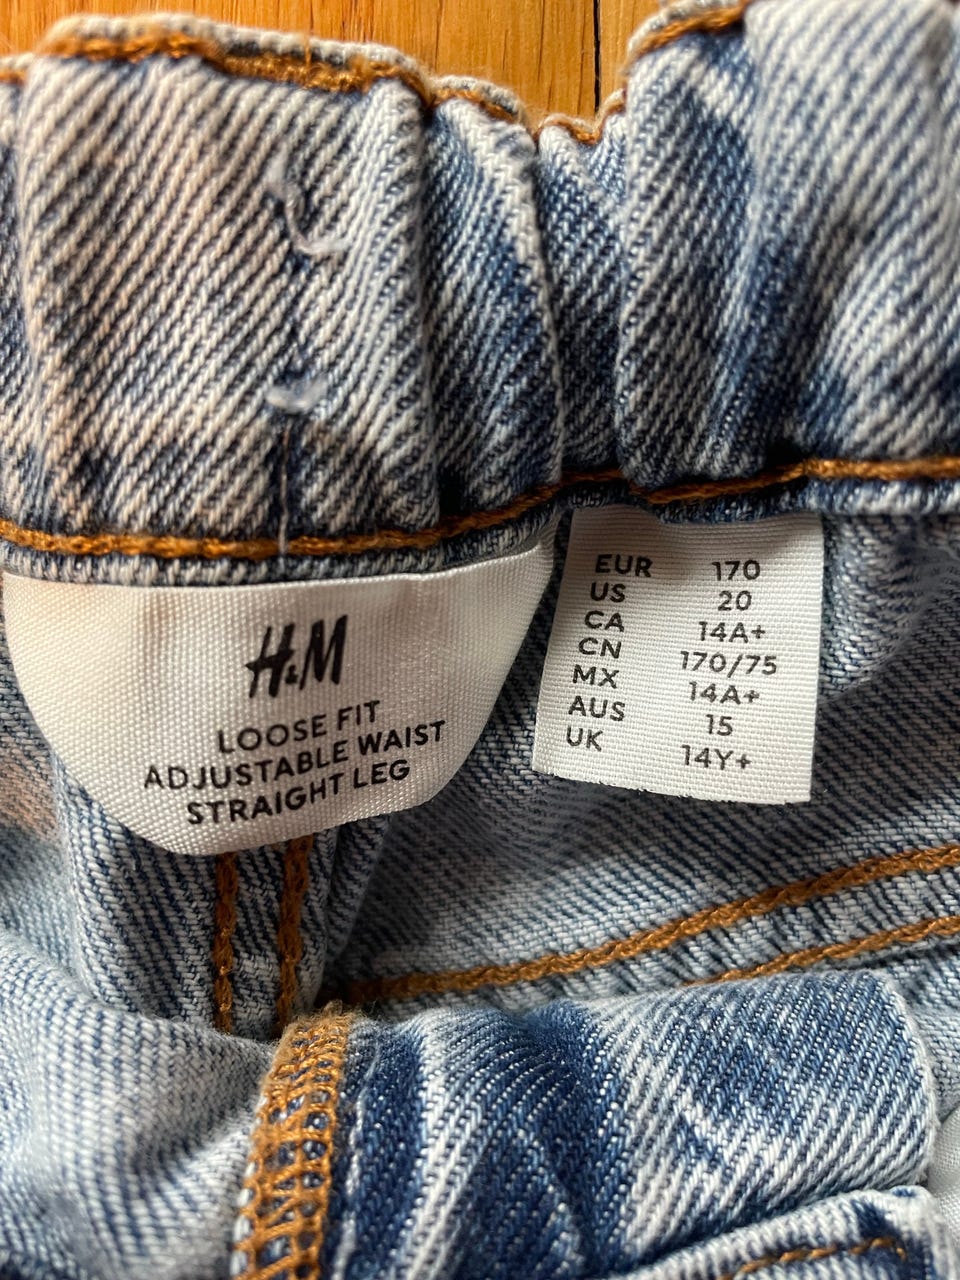 H&M
LOOSE FIT
ADJUSTABLE WAIST
STRAIGHT LEG
EUR 170
US 20
CA 14A+
CN 170/75
MX 14A+
AUS 15
UK 14Y+